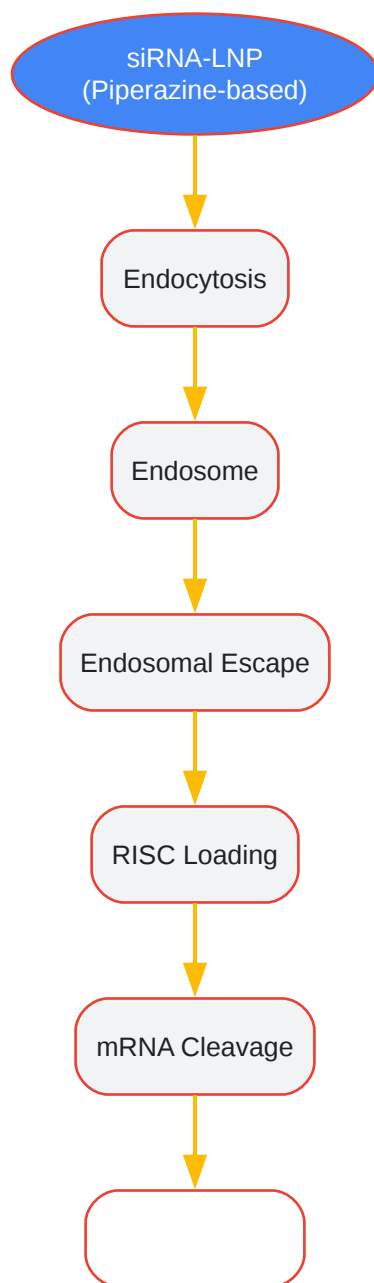 siRNA-LNP
(Piperazine-based)
Endocytosis
Endosome
Endosomal Escape
RISC Loading
mRNA Cleavage